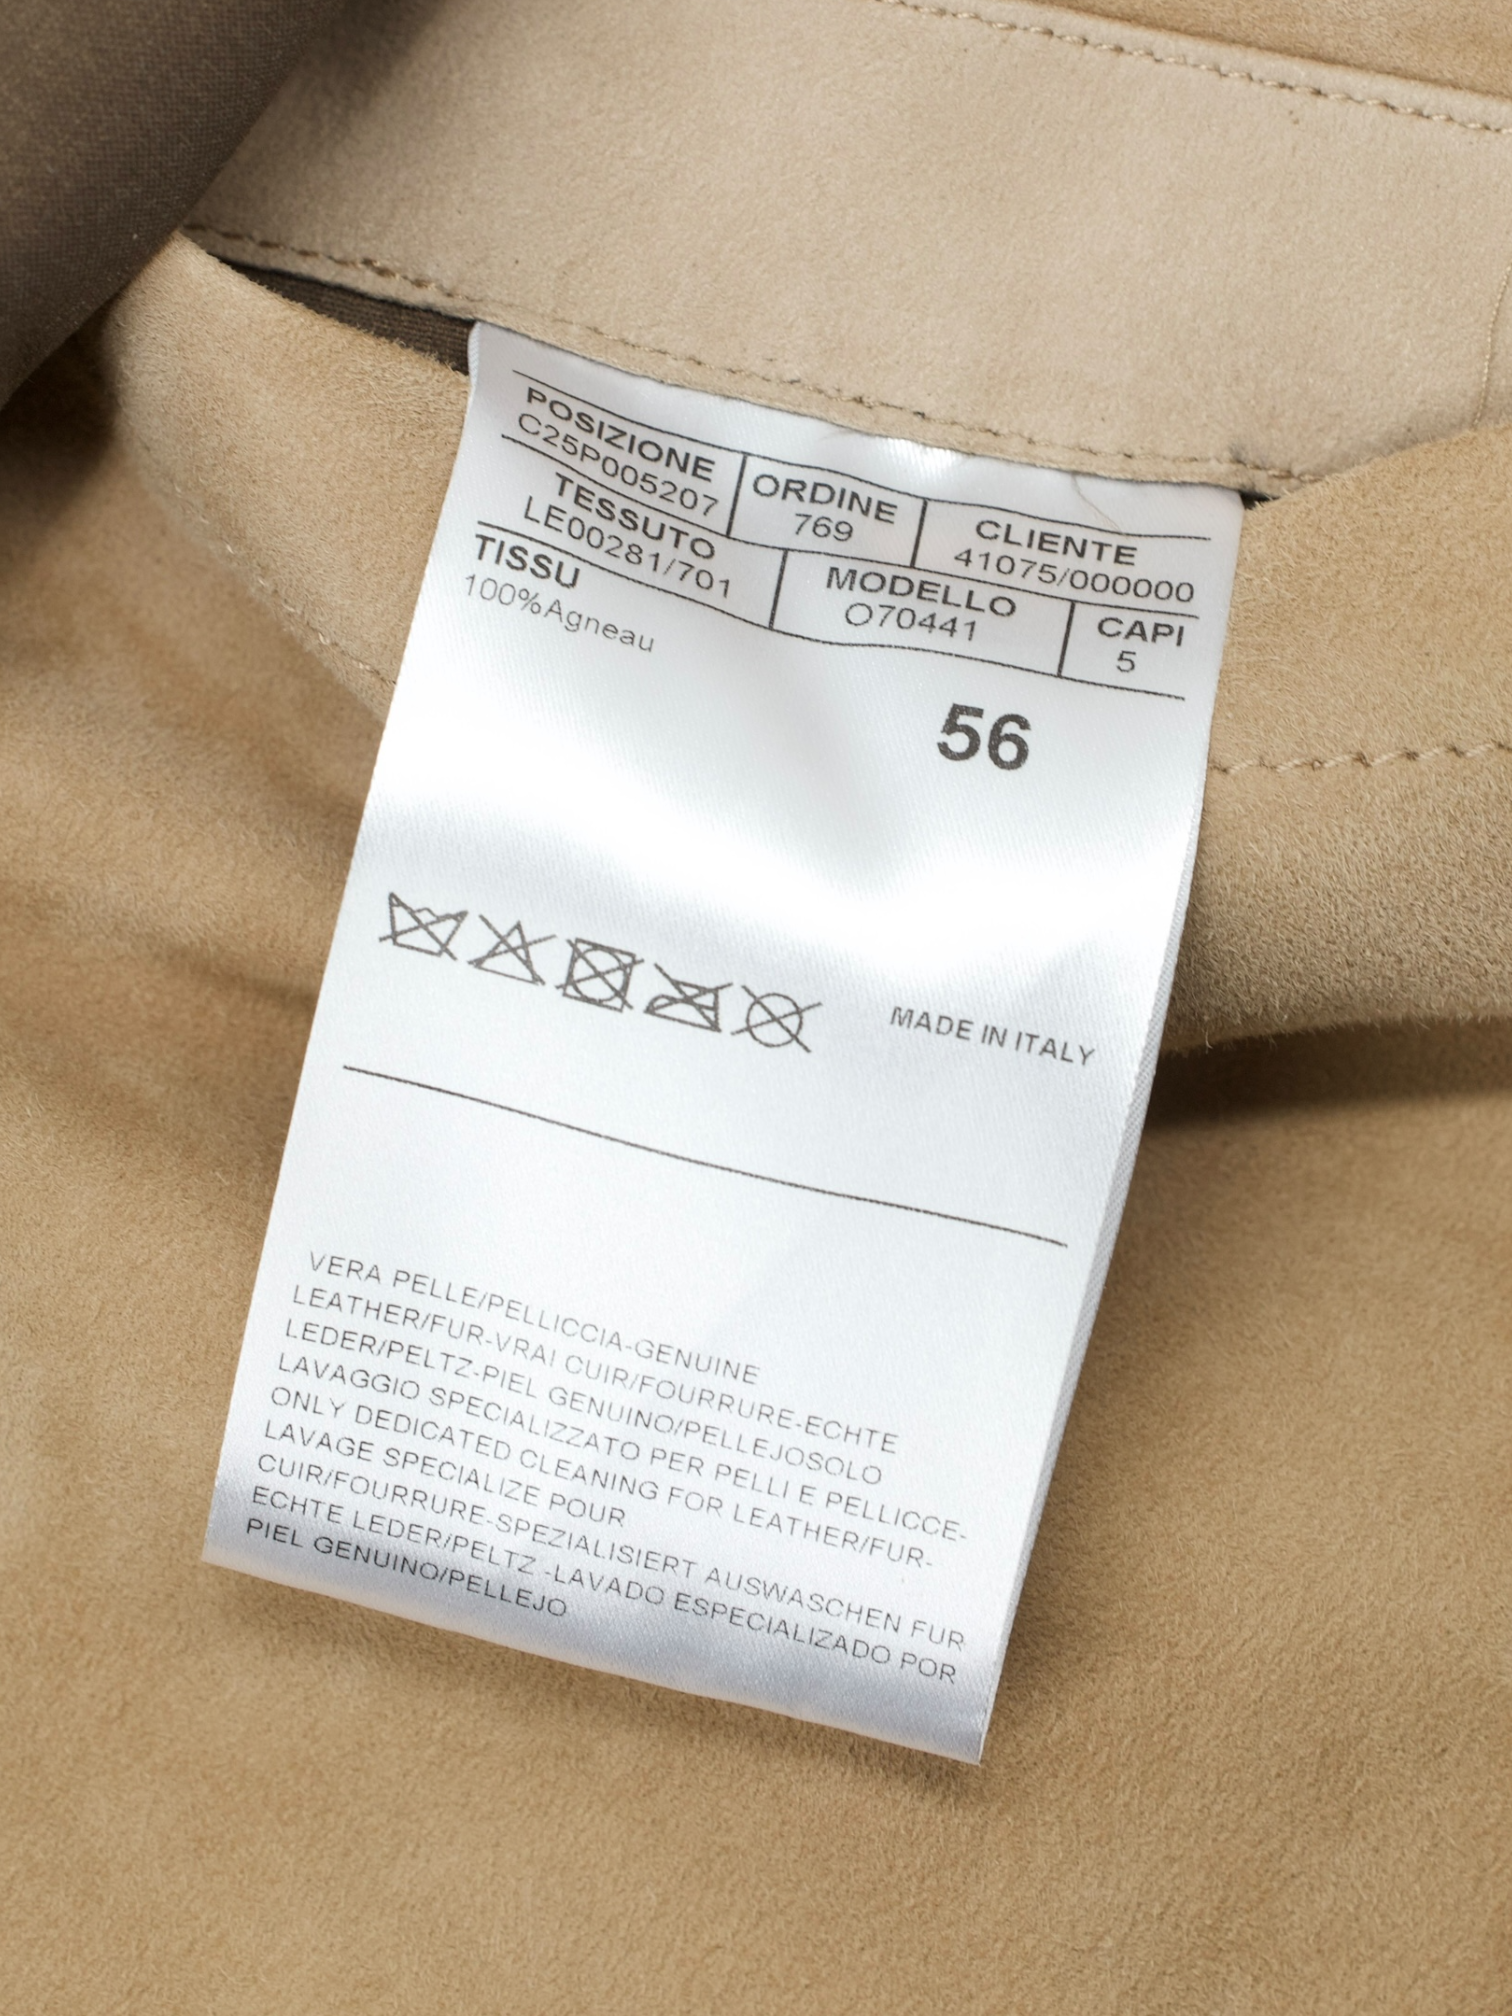 POSIZIONE ORDINE CLIENTE
C25P005207 769 41075/000000
TESSUTO MODELLO CAPI
LE00281/701 O70441 5
TISSU
100%Agneau
56
MADE IN ITALY
VERA PELLE/PELLICCIA-GENUINE
LEATHER/FUR-VRAI CUIR/FOURRURE-ECHTE
LEDER/PELTZ-PIEL GENUINO/PELLEJOSOLO
LAVAGGIO SPECIALIZZATO PER PELLI E PELLICCE-
ONLY DEDICATED CLEANING FOR LEATHER/FUR-
LAVAGE SPECIALIZE POUR
CUIR/FOURRURE-SPEZIALISIERT AUSWASCHEN FUR
ECHTE LEDER/PELTZ -LAVADO ESPECIALIZADO POR
PIEL GENUINO/PELLEJO